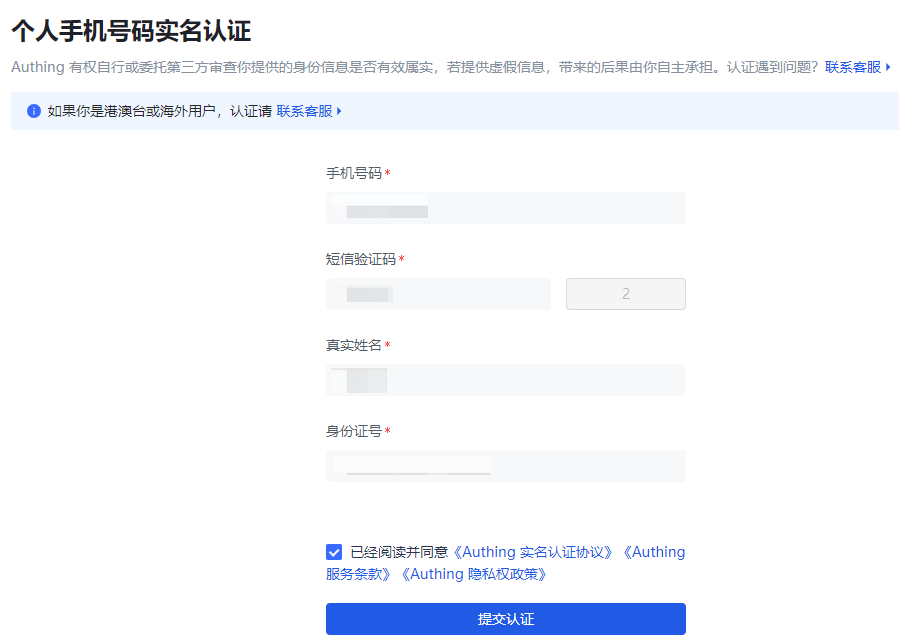 个人手机号码实名认证
Authing 有权自行或委托第三方审查你提供的身份信息是否有效属实，若提供虚假信息，带来的后果由你自主承担。认证遇到问题？联系客服
如果你是港澳台或海外用户，认证请 联系客服
手机号码*
短信验证码*
2
真实姓名*
身份证号*
已经阅读并同意《Authing 实名认证协议》《Authing
服务条款》《Authing 隐私权政策》
提交认证